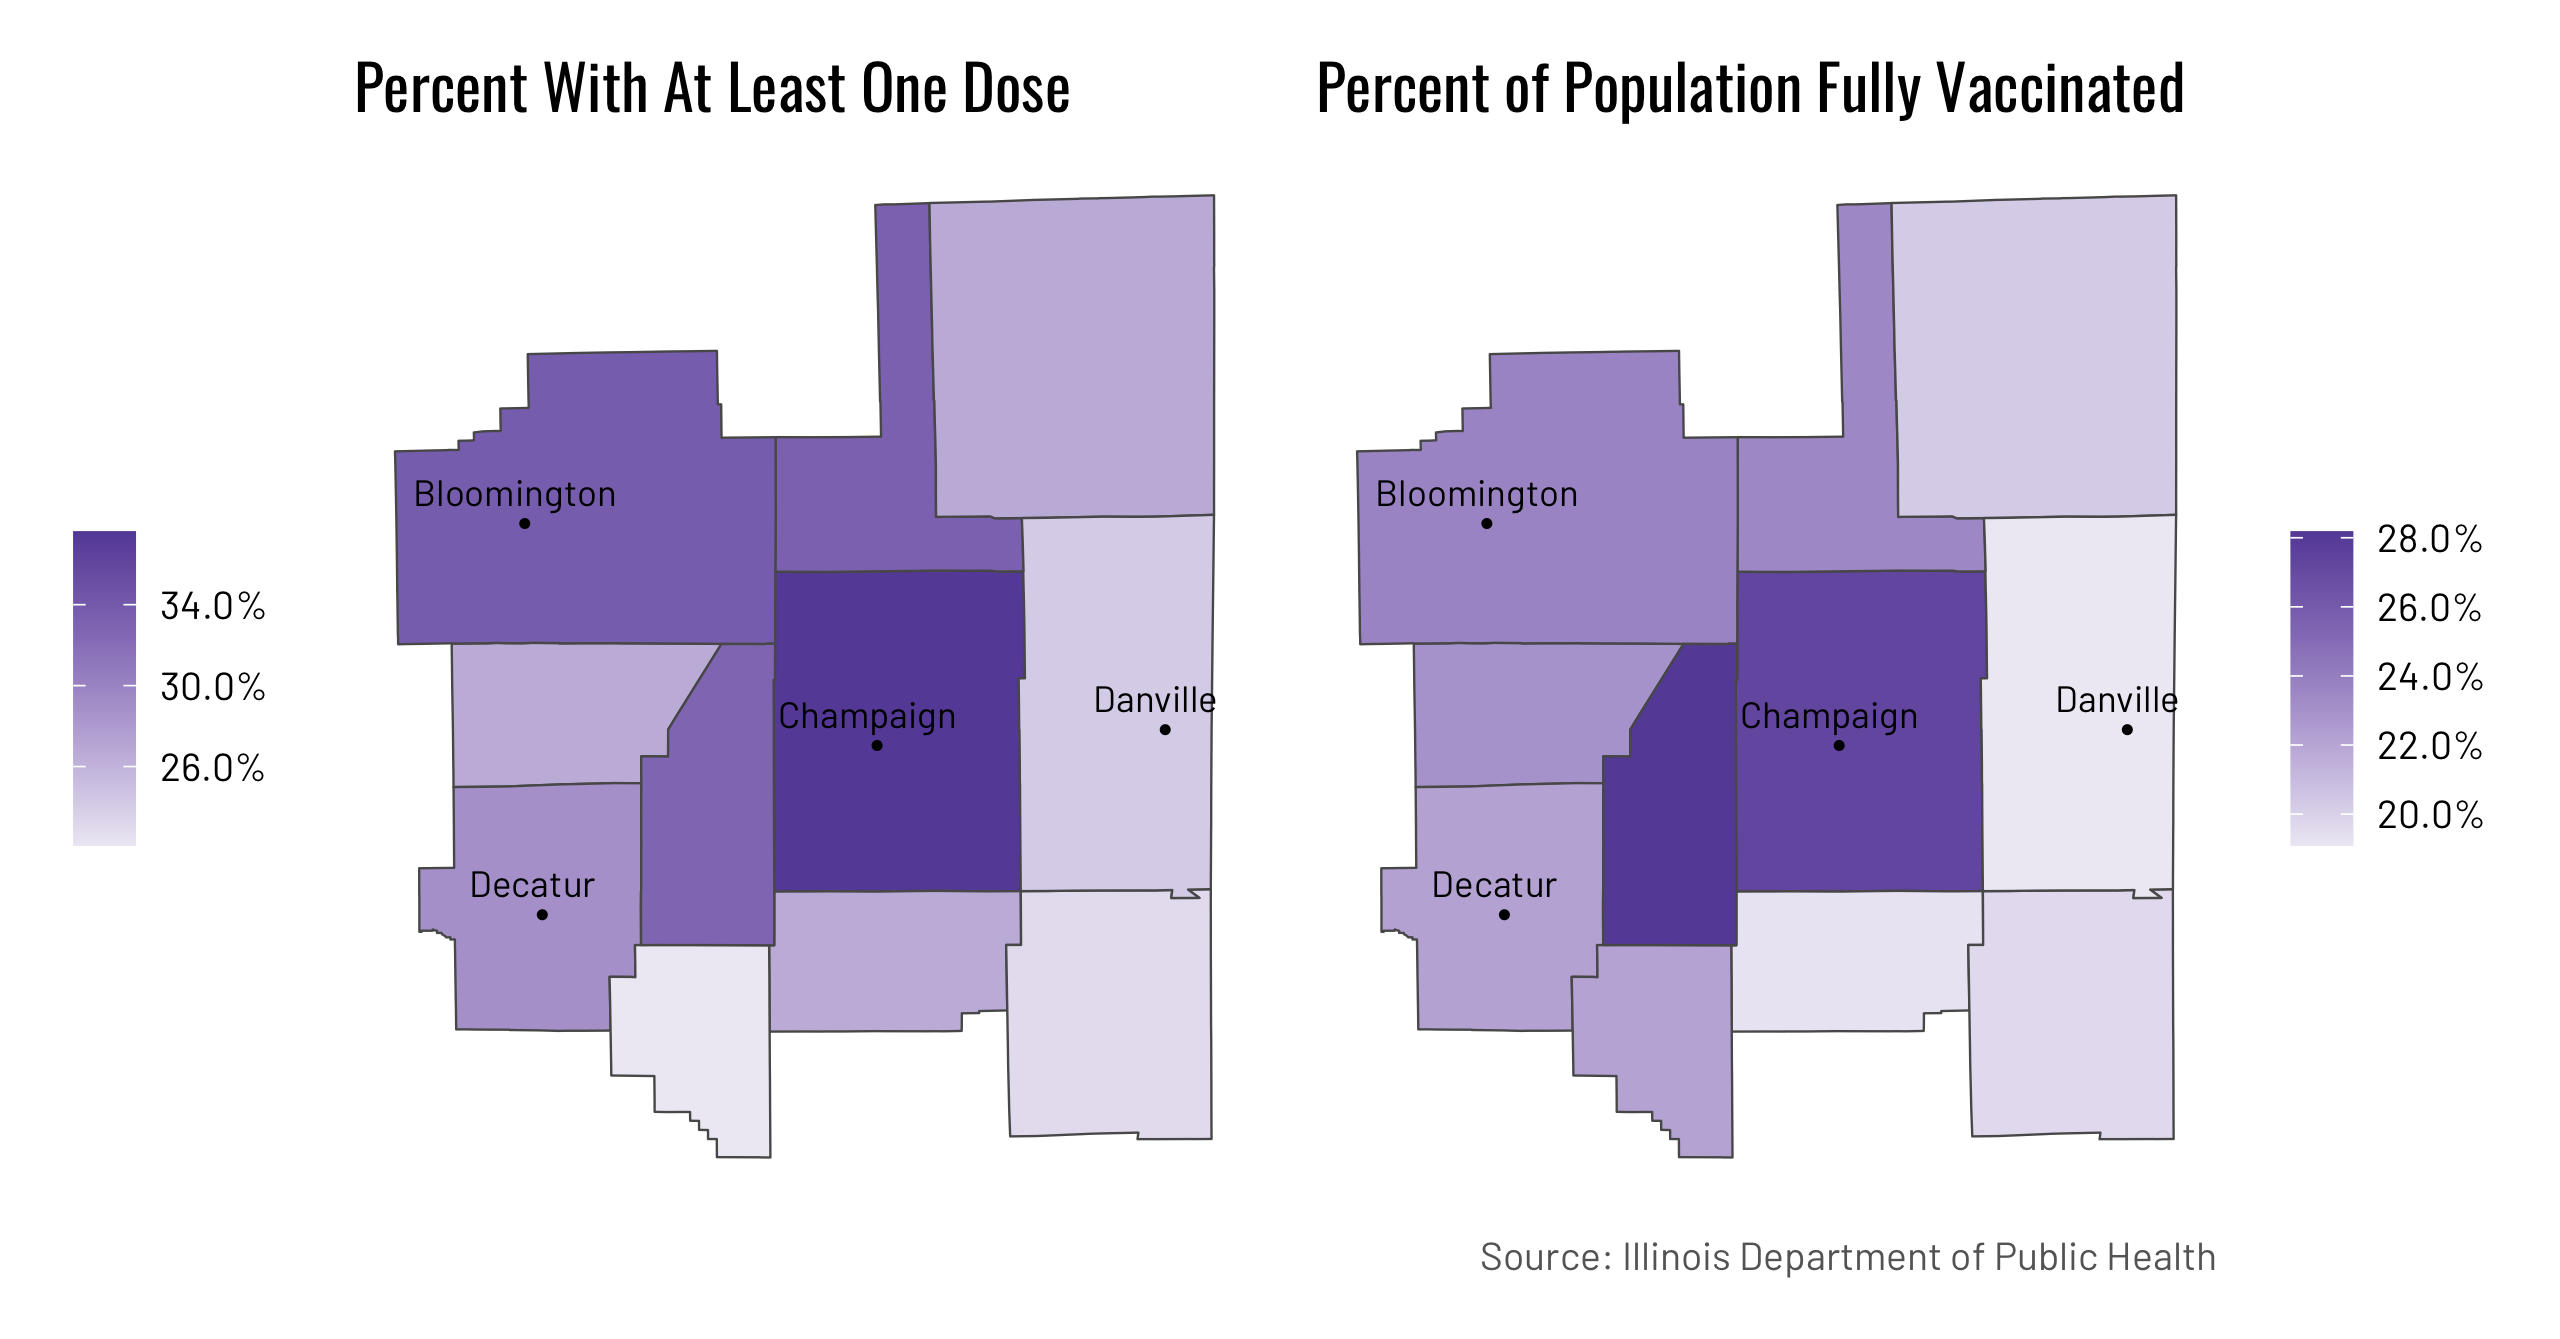 Percent With At Least One Dose
Bloomington
Champaign
Danville
Decatur
34.0%
30.0%
26.0%
Percent of Population Fully Vaccinated
Bloomington
Champaign
Danville
Decatur
28.0%
26.0%
24.0%
22.0%
20.0%
Source: Illinois Department of Public Health